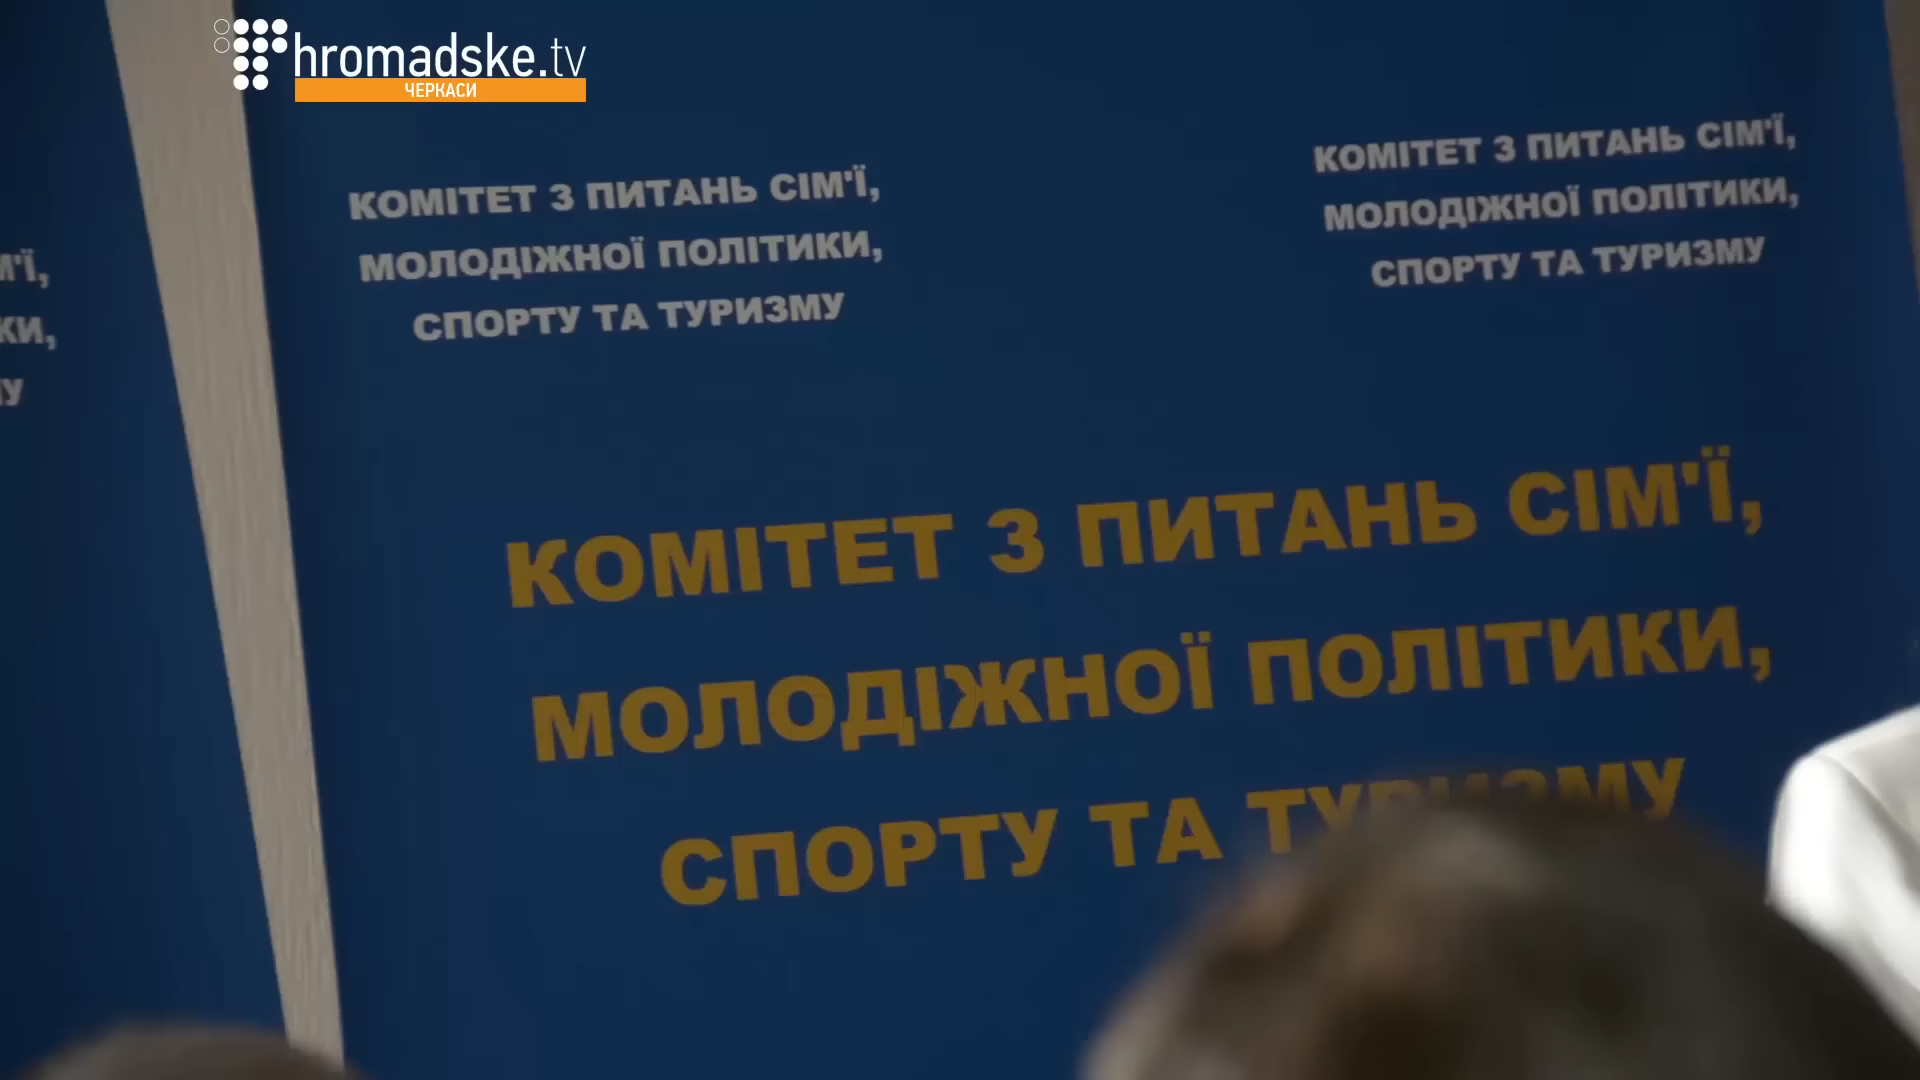 hromadske.tv
ЧЕРКАСИ
КОМІТЕТ З ПИТАНЬ СІМ'Ї,
МОЛОДІЖНОЇ ПОЛІТИКИ,
СПОРТУ ТА ТУРИЗМУ
КОМІТЕТ З ПИТАНЬ СІМ'Ї,
МОЛОДІЖНОЇ ПОЛІТИКИ,
СПОРТУ ТА ТУРИЗМУ
КОМІТЕТ З ПИТАНЬ СІМ'Ї,
МОЛОДІЖНОЇ ПОЛІТИКИ,
СПОРТУ ТА ТУРИЗМУ